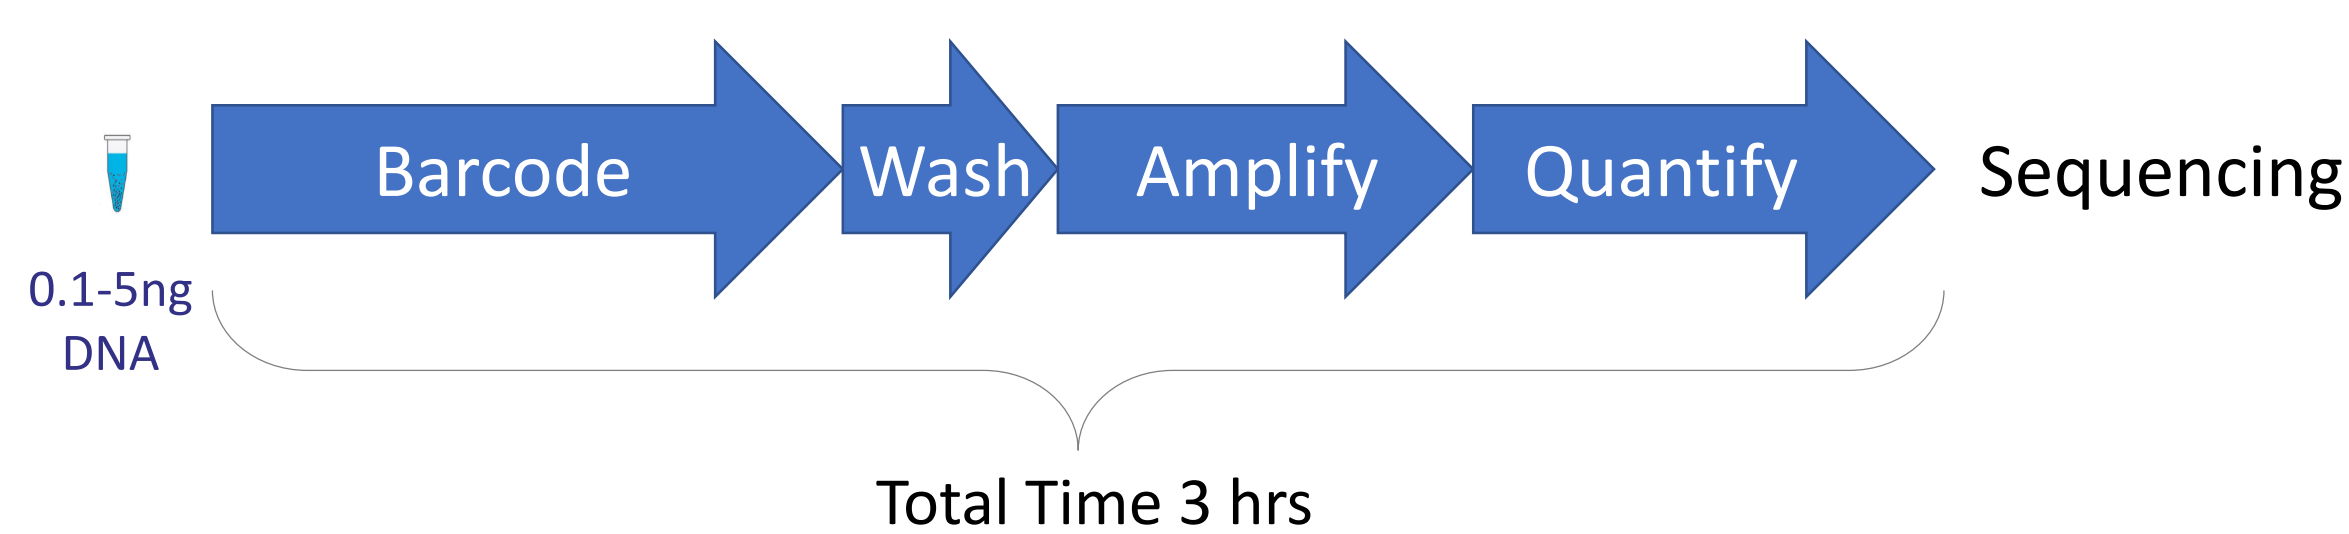 Barcode
Wash
Amplify
Quantify
Sequencing
0.1-5ng
DNA
Total Time 3 hrs